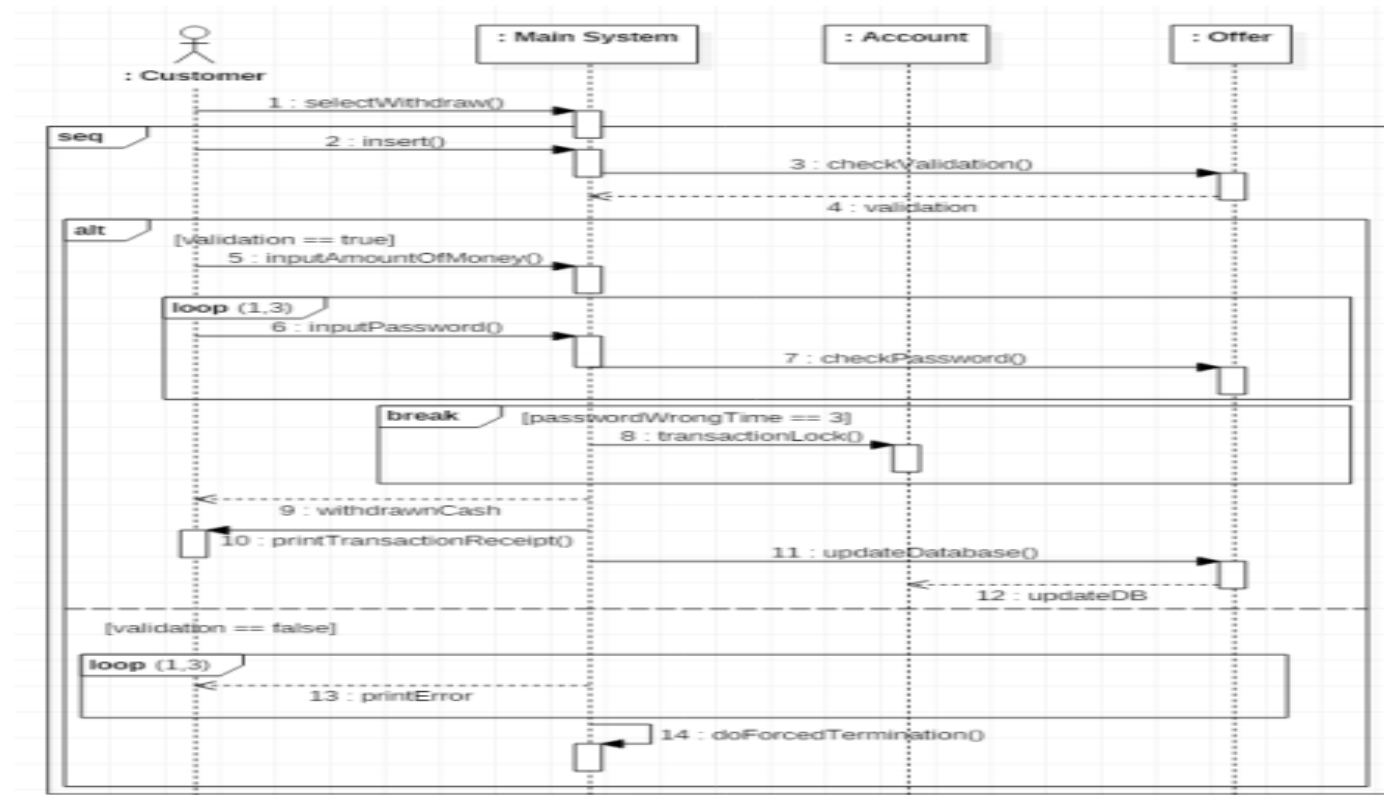 : Customer
: Main System
: Account
: Offer
1 : selectWithdraw()
seq
2 : insert()
3 : checkValidation()
4 : validation
alt
[validation == true]
5 : inputAmountOfMoney()
loop (1,3)
6 : inputPassword()
7 : checkPassword()
break [passwordWrongTime == 3]
8 : transactionLock()
9 : withdrawnCash
10 : printTransactionReceipt()
11 : updateDatabase()
12 : updateDB
[validation == false]
loop (1,3)
13 : printError
14 : doForcedTermination()